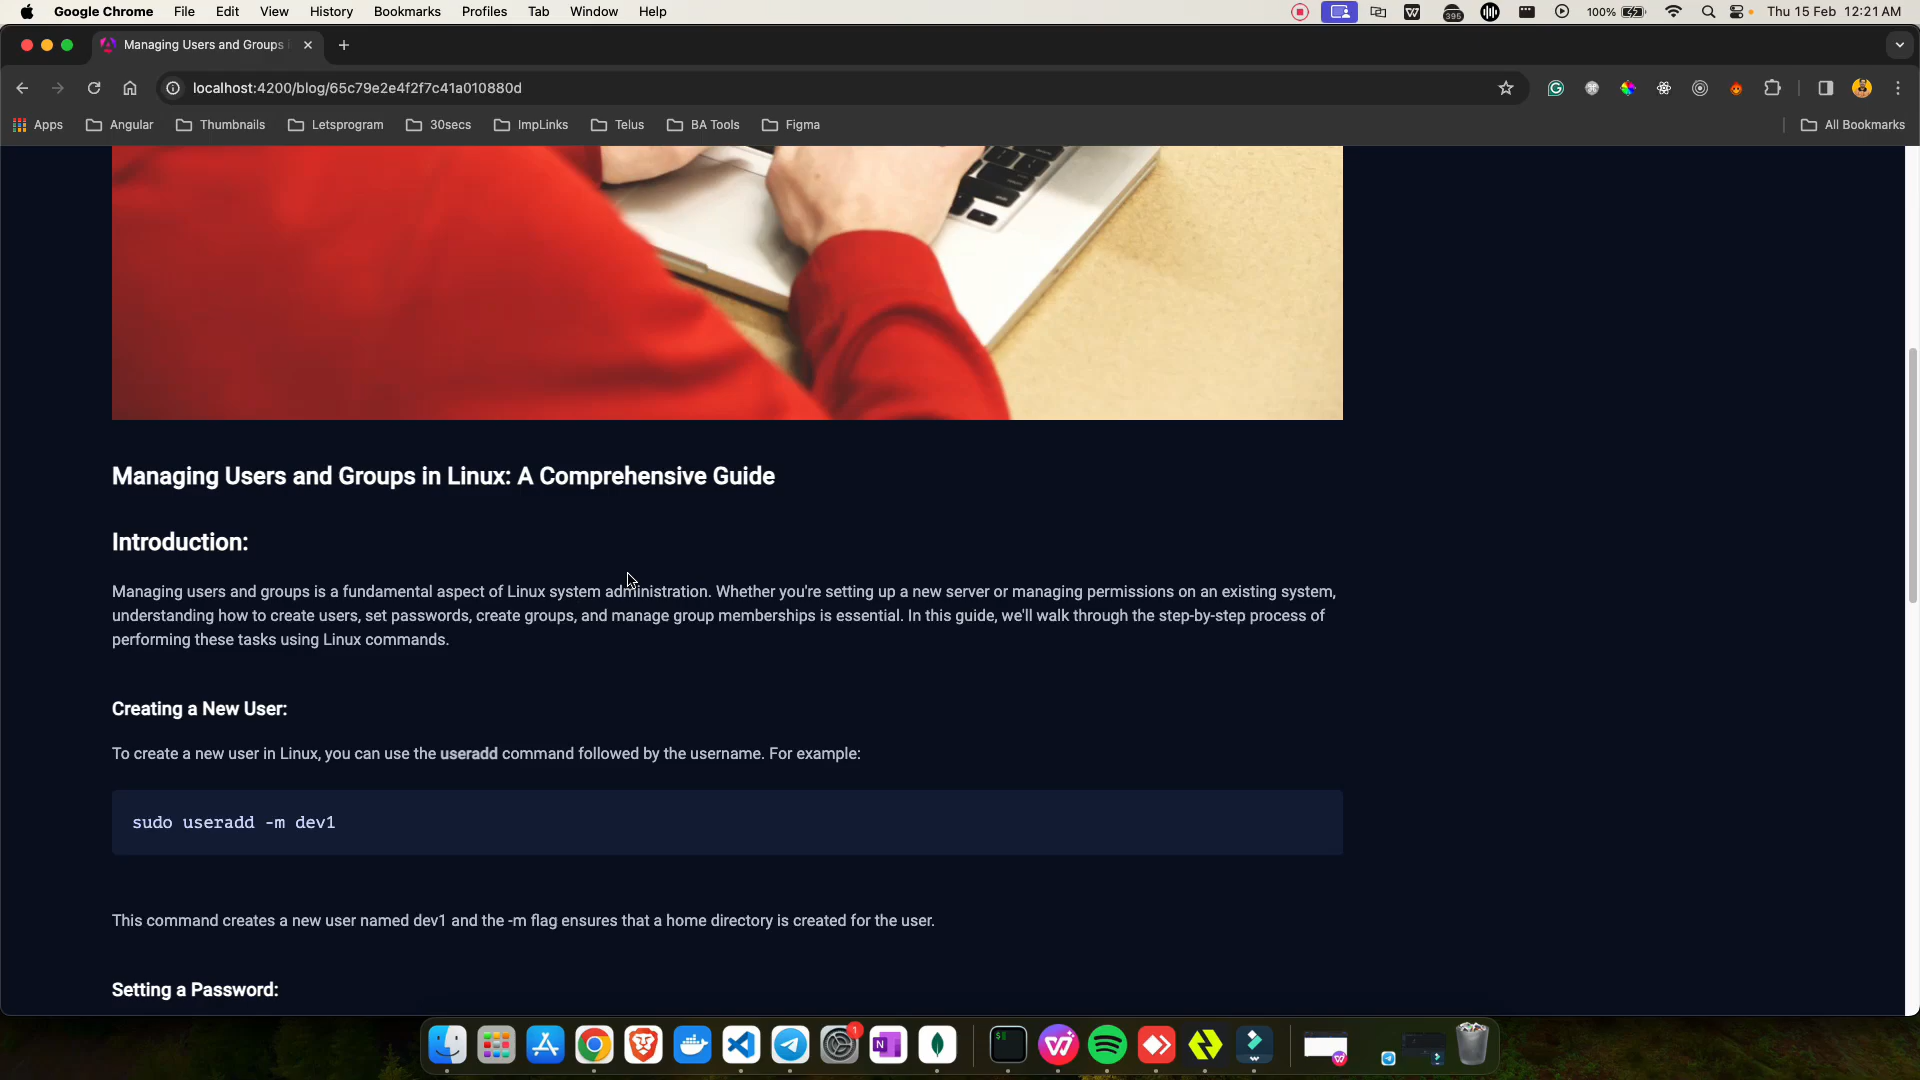 Google Chrome File Edit View History Bookmarks Profiles Tab Window Help 395 100% Thu 15 Feb 12:21 AM
Managing Users and Groups
localhost:4200/blog/65c79e2e4f2f7c41a010880d
Apps Angular Thumbnails Letsprogram 30secs ImpLinks Telus BA Tools Figma All Bookmarks
Managing Users and Groups in Linux: A Comprehensive Guide
Introduction:
Managing users and groups is a fundamental aspect of Linux system administration. Whether you're setting up a new server or managing permissions on an existing system,
understanding how to create users, set passwords, create groups, and manage group memberships is essential. In this guide, we'll walk through the step-by-step process of
performing these tasks using Linux commands.
Creating a New User:
To create a new user in Linux, you can use the useradd command followed by the username. For example:
sudo useradd -m dev1
This command creates a new user named dev1 and the -m flag ensures that a home directory is created for the user.
Setting a Password:
1